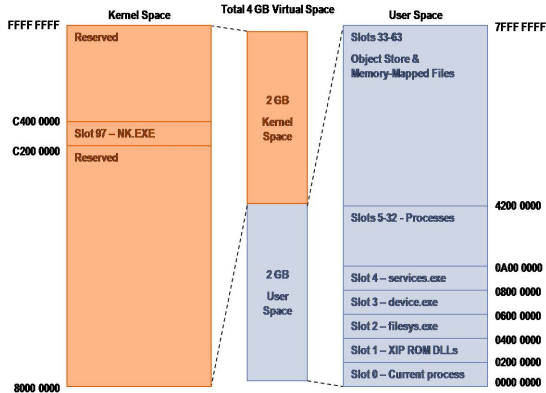 Total 4 GB Virtual Space
Kernel Space
User Space
FFFF FFFF
Reserved
C400 0000
Slot 97 – NK.EXE
C200 0000
Reserved
8000 0000
2 GB
Kernel
Space
2 GB
User
Space
7FFF FFFF
Slots 33-63
Object Store &
Memory-Mapped Files
4200 0000
Slots 5-32 - Processes
0A00 0000
Slot 4 – services.exe
0800 0000
Slot 3 – device.exe
0600 0000
Slot 2 – filesys.exe
0400 0000
Slot 1 – XIP ROM DLLs
0200 0000
Slot 0 – Current process
0000 0000